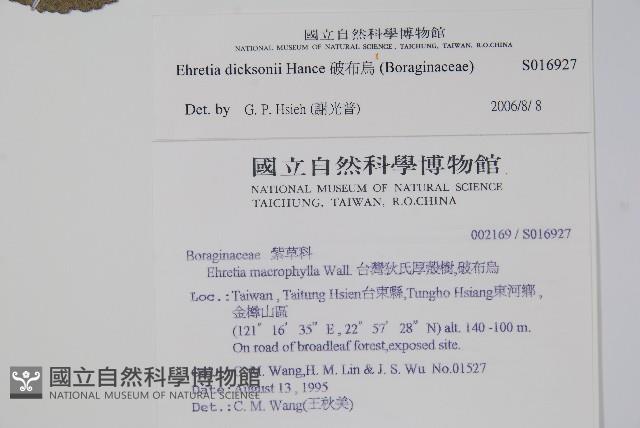 國立自然科學博物館
NATIONAL MUSEUM OF NATURAL SCIENCE, TAICHUNG, TAIWAN, R.O.CHINA
Ehretia dicksonii Hance 破布烏 (Boraginaceae) S016927
Det. by G. P. Hsieh (謝光普) 2006/8/ 8
國立自然科學博物館
NATIONAL MUSEUM OF NATURAL SCIENCE
TAICHUNG, TAIWAN, R.O.CHINA
002169 / S016927
Boraginaceae 紫草科
Ehretia macrophylla Wall. 台灣狄氏厚殼樹,破布烏
Loc.:Taiwan, Taitung Hsien台東縣,Tungho Hsiang東河鄉,
金樽山區
(121° 16′ 35″ E, 22° 57′ 28″ N) alt. 140 -100 m.
On road of broadleaf forest,exposed site.
Wang,H. M. Lin & J. S. Wu No.01527
Date:August 13, 1995
Det.:C. M. Wang(王秋美)
國立自然科學博物館
NATIONAL MUSEUM OF NATURAL SCIENCE